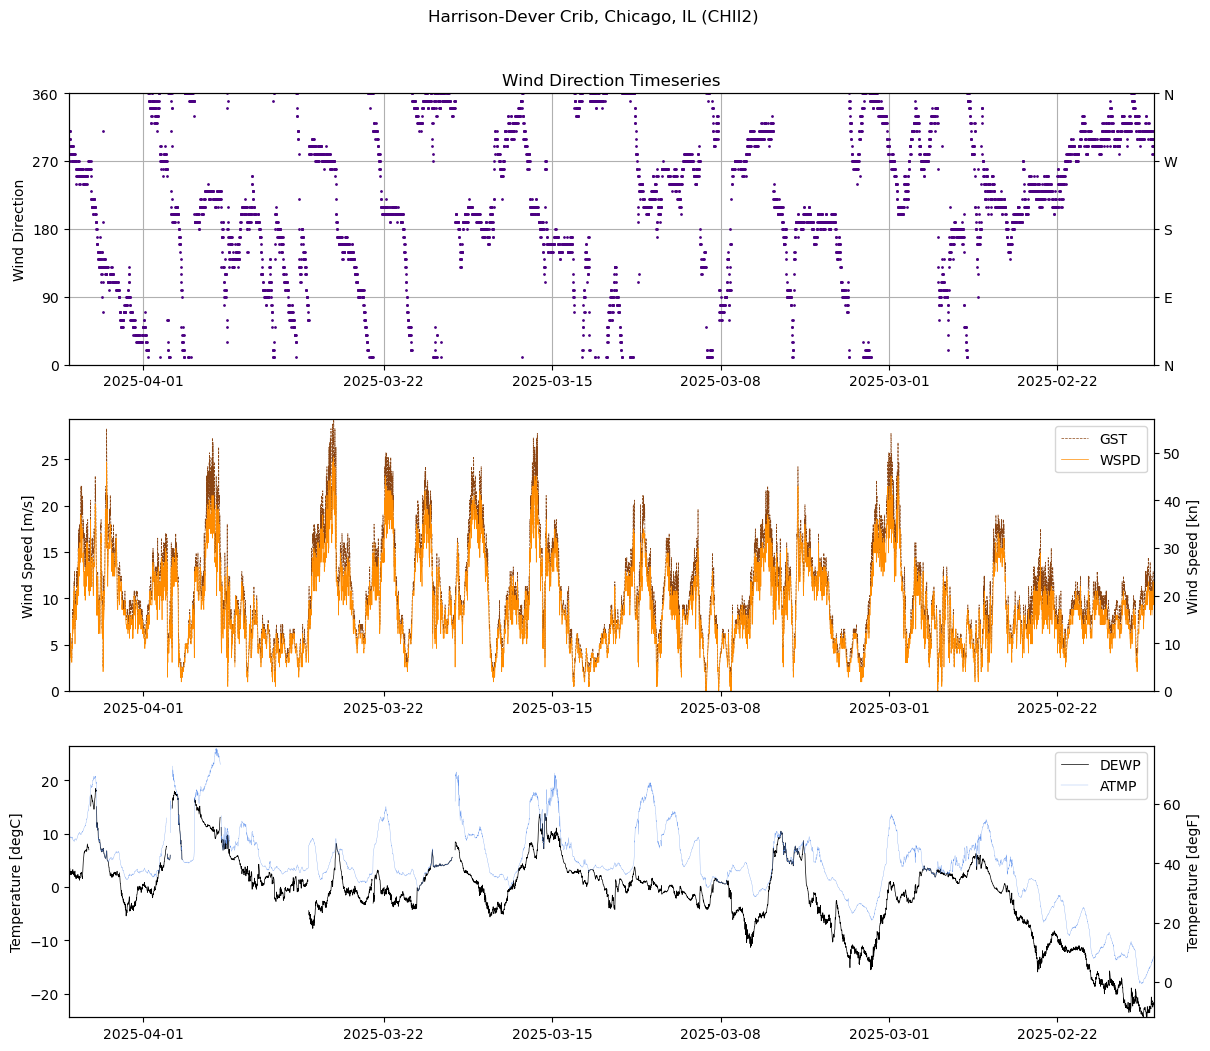 Harrison-Dever Crib, Chicago, IL (CHII2)
Wind Direction Timeseries
360
270
180
90
0
Wind Direction
N
W
S
E
N
2025-04-01 2025-03-22 2025-03-15 2025-03-08 2025-03-01 2025-02-22
25
20
15
10
5
0
Wind Speed [m/s]
GST
WSPD
50
40
30
20
10
0
Wind Speed [kn]
2025-04-01 2025-03-22 2025-03-15 2025-03-08 2025-03-01 2025-02-22
20
10
0
−10
−20
Temperature [degC]
DEWP
ATMP
60
40
20
0
Temperature [degF]
2025-04-01 2025-03-22 2025-03-15 2025-03-08 2025-03-01 2025-02-22